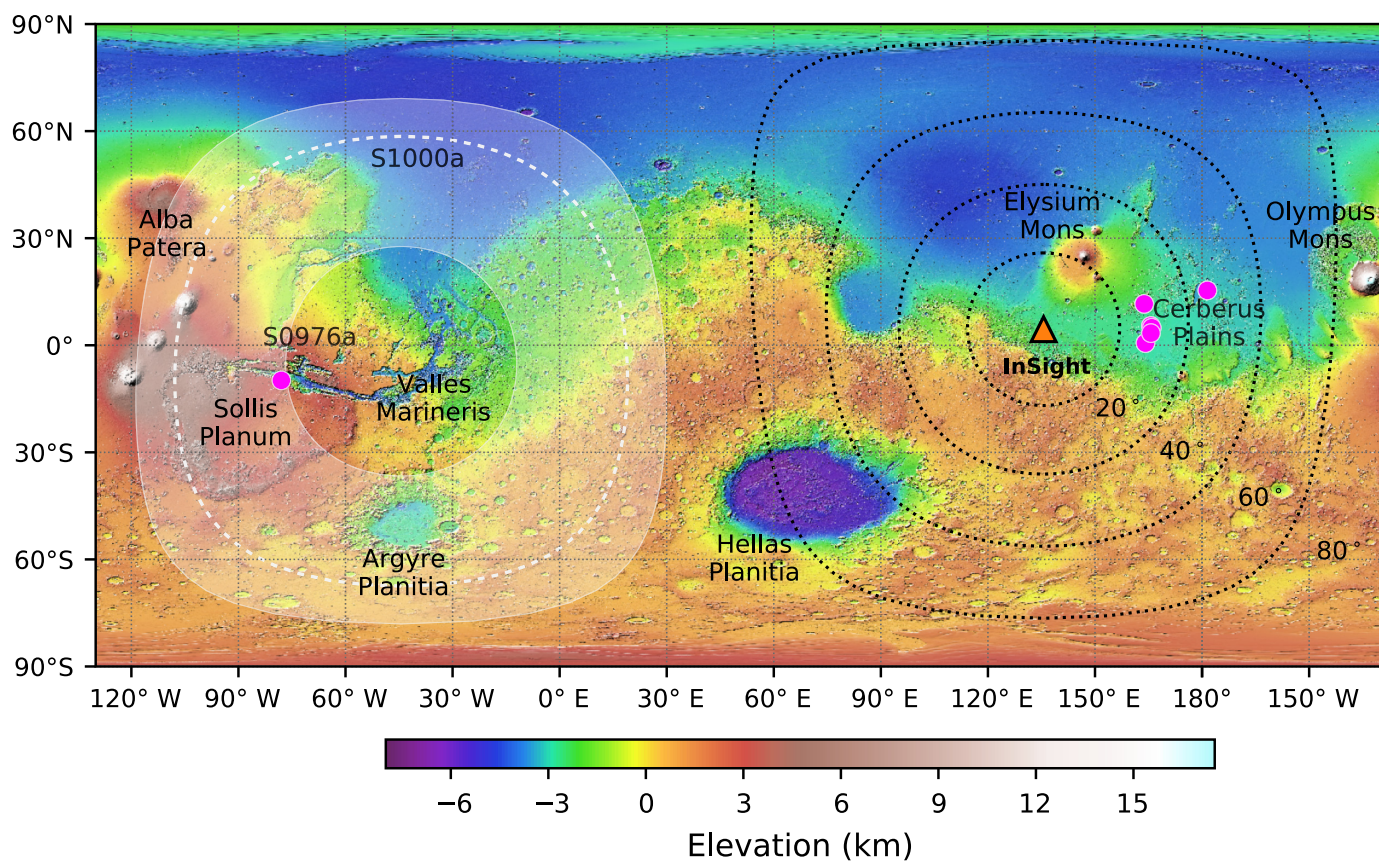 90°N
60°N
30°N
0°
30°S
60°S
90°S
S1000a
Alba
Patera
Elysium
Mons
Olympus
Mons
S0976a
Cerberus
Plains
InSight
Valles
Marineris
Sollis
Planum
20°
40°
60°
80°
Argyre
Planitia
Hellas
Planitia
120° W 90° W 60° W 30° W 0° E 30° E 60° E 90° E 120° E 150° E 180° 150° W
−6 −3 0 3 6 9 12 15
Elevation (km)